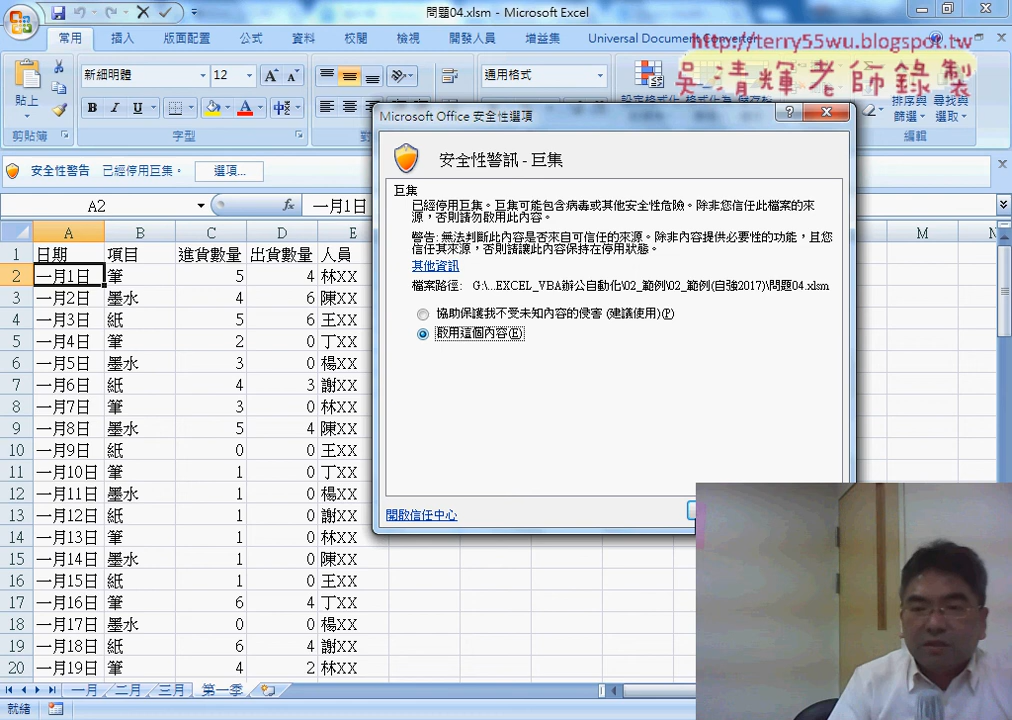 問題04.xlsm - Microsoft Excel
常用 插入 版面配置 公式 資料 校閱 檢視 開發人員 增益集 Universal Document Converter
http://terry55wu.blogspot.tw
吳清輝老師錄製
貼上 新細明體 12 通用格式
B I U A 中
剪貼簿 字型 排序與篩選 尋找與選取 編輯
安全性警告 已經停用巨集。 選項...
A2 fx 一月1日
Microsoft Office 安全性選項
安全性警訊 - 巨集
巨集
已經停用巨集。巨集可能包含病毒或其他安全性危險。除非您信任此檔案的來
源，否則請勿啟用此內容。
警告: 無法判斷此內容是否來自可信任的來源。除非內容提供必要性的功能，且您
信任其來源，否則請讓此內容保持在停用狀態。
其他資訊
檔案路徑: G:\...EXCEL_VBA辦公自動化\02_範例\02_範例(自強2017)\問題04.xlsm
協助保護我不受未知內容的侵害 (建議使用)(P)
啟用這個內容(E)
開啟信任中心
A B C D E M N
1 日期 項目 進貨數量 出貨數量 人員
2 一月1日 筆 5 4 林XX
3 一月2日 墨水 4 6 陳XX
4 一月3日 紙 5 6 王XX
5 一月4日 筆 2 0 丁XX
6 一月5日 墨水 3 0 楊XX
7 一月6日 紙 4 3 謝XX
8 一月7日 筆 3 0 林XX
9 一月8日 墨水 5 4 陳XX
10 一月9日 紙 0 0 王XX
11 一月10日 筆 1 0 丁XX
12 一月11日 墨水 1 0 楊XX
13 一月12日 紙 1 0 謝XX
14 一月13日 筆 1 0 林XX
15 一月14日 墨水 1 0 陳XX
16 一月15日 紙 1 0 王XX
17 一月16日 筆 6 4 丁XX
18 一月17日 墨水 0 0 楊XX
19 一月18日 紙 6 4 謝XX
20 一月19日 筆 4 2 林XX
一月 二月 三月 第一季
就緒